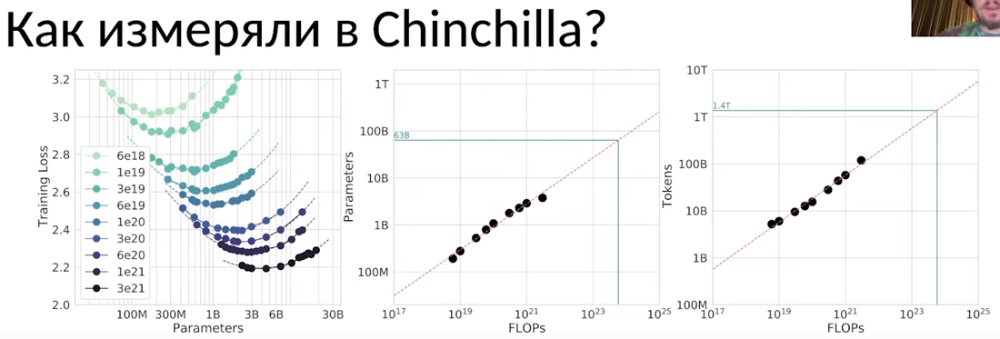 Как измеряли в Chinchilla?
3.2
3.0
2.8
2.6
2.4
2.2
2.0
Training Loss
6e18
1e19
3e19
6e19
1e20
3e20
6e20
1e21
3e21
100M 300M 1B 3B 6B 30B
Parameters
1T
100B
10B
1B
100M
Parameters
63B
10^17 10^19 10^21 10^23 10^25
FLOPs
10T
1T
100B
10B
1B
100M
Tokens
1.4T
10^17 10^19 10^21 10^23 10^25
FLOPs